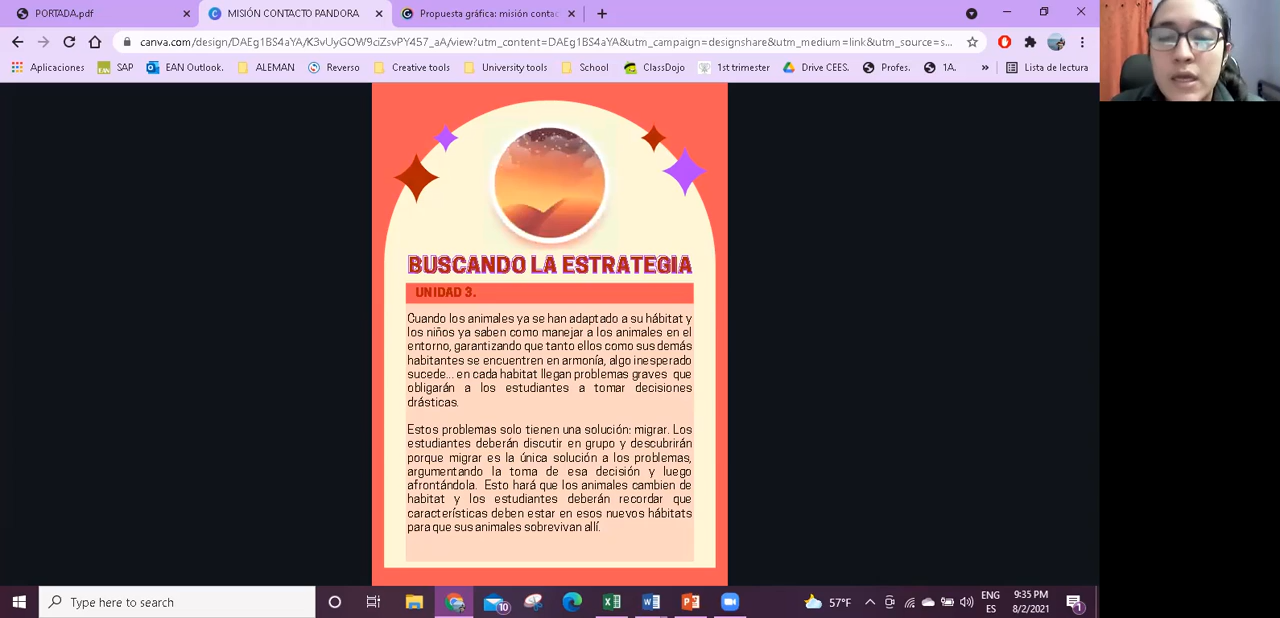 PORTADA.pdf
MISIÓN CONTACTO PANDORA
Propuesta gráfica: misión contac
canva.com/design/DAEg1BS4aYA/K3vUyGOW9ciZsvPY457_aA/view?utm_content=DAEg1BS4aYA&utm_campaign=designshare&utm_medium=link&utm_source=s...
Aplicaciones
SAP
EAN Outlook.
ALEMAN
Reverso
Creative tools
University tools
School
ClassDojo
1st trimester
Drive CEES.
Profes.
1A.
»
Lista de lectura
BUSCANDO LA ESTRATEGIA
UNIDAD 3.
Cuando los animales ya se han adaptado a su hábitat y
los niños ya saben como manejar a los animales en el
entorno, garantizando que tanto ellos como sus demás
habitantes se encuentren en armonía, algo inesperado
sucede... en cada habitat llegan problemas graves que
obligarán a los estudiantes a tomar decisiones
drásticas.
Estos problemas solo tienen una solución: migrar. Los
estudiantes deberán discutir en grupo y descubrirán
porque migrar es la única solución a los problemas,
argumentando la toma de esa decisión y luego
afrontándola. Esto hará que los animales cambien de
habitat y los estudiantes deberán recordar que
características deben estar en esos nuevos hábitats
para que sus animales sobrevivan allí.
Type here to search
10
57°F
ENG
ES
9:35 PM
8/2/2021
1